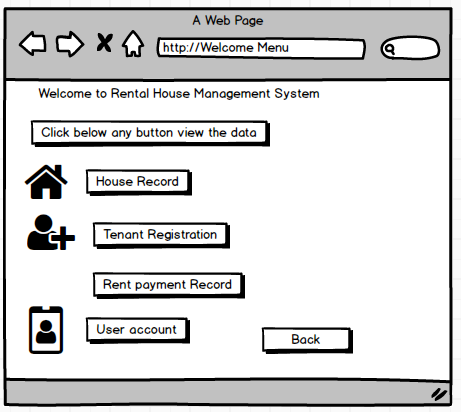 A Web Page
http://Welcome Menu
Welcome to Rental House Management System
Click below any button view the data
House Record
Tenant Registration
Rent payment Record
User account
Back